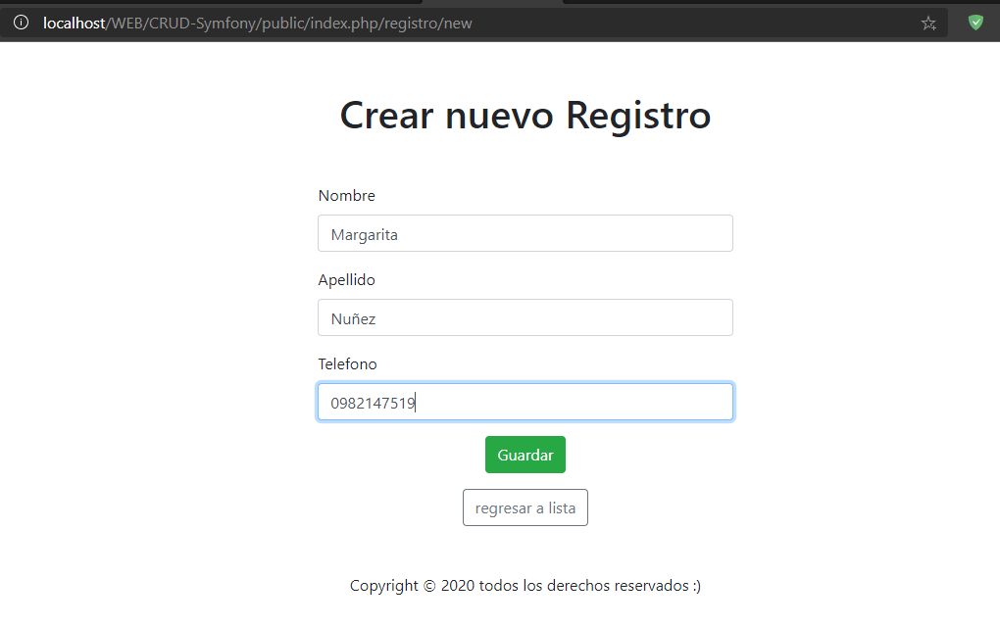 localhost/WEB/CRUD-Symfony/public/index.php/registro/new
Crear nuevo Registro
Nombre
Margarita
Apellido
Nuñez
Telefono
0982147519
Guardar
regresar a lista
Copyright © 2020 todos los derechos reservados :)